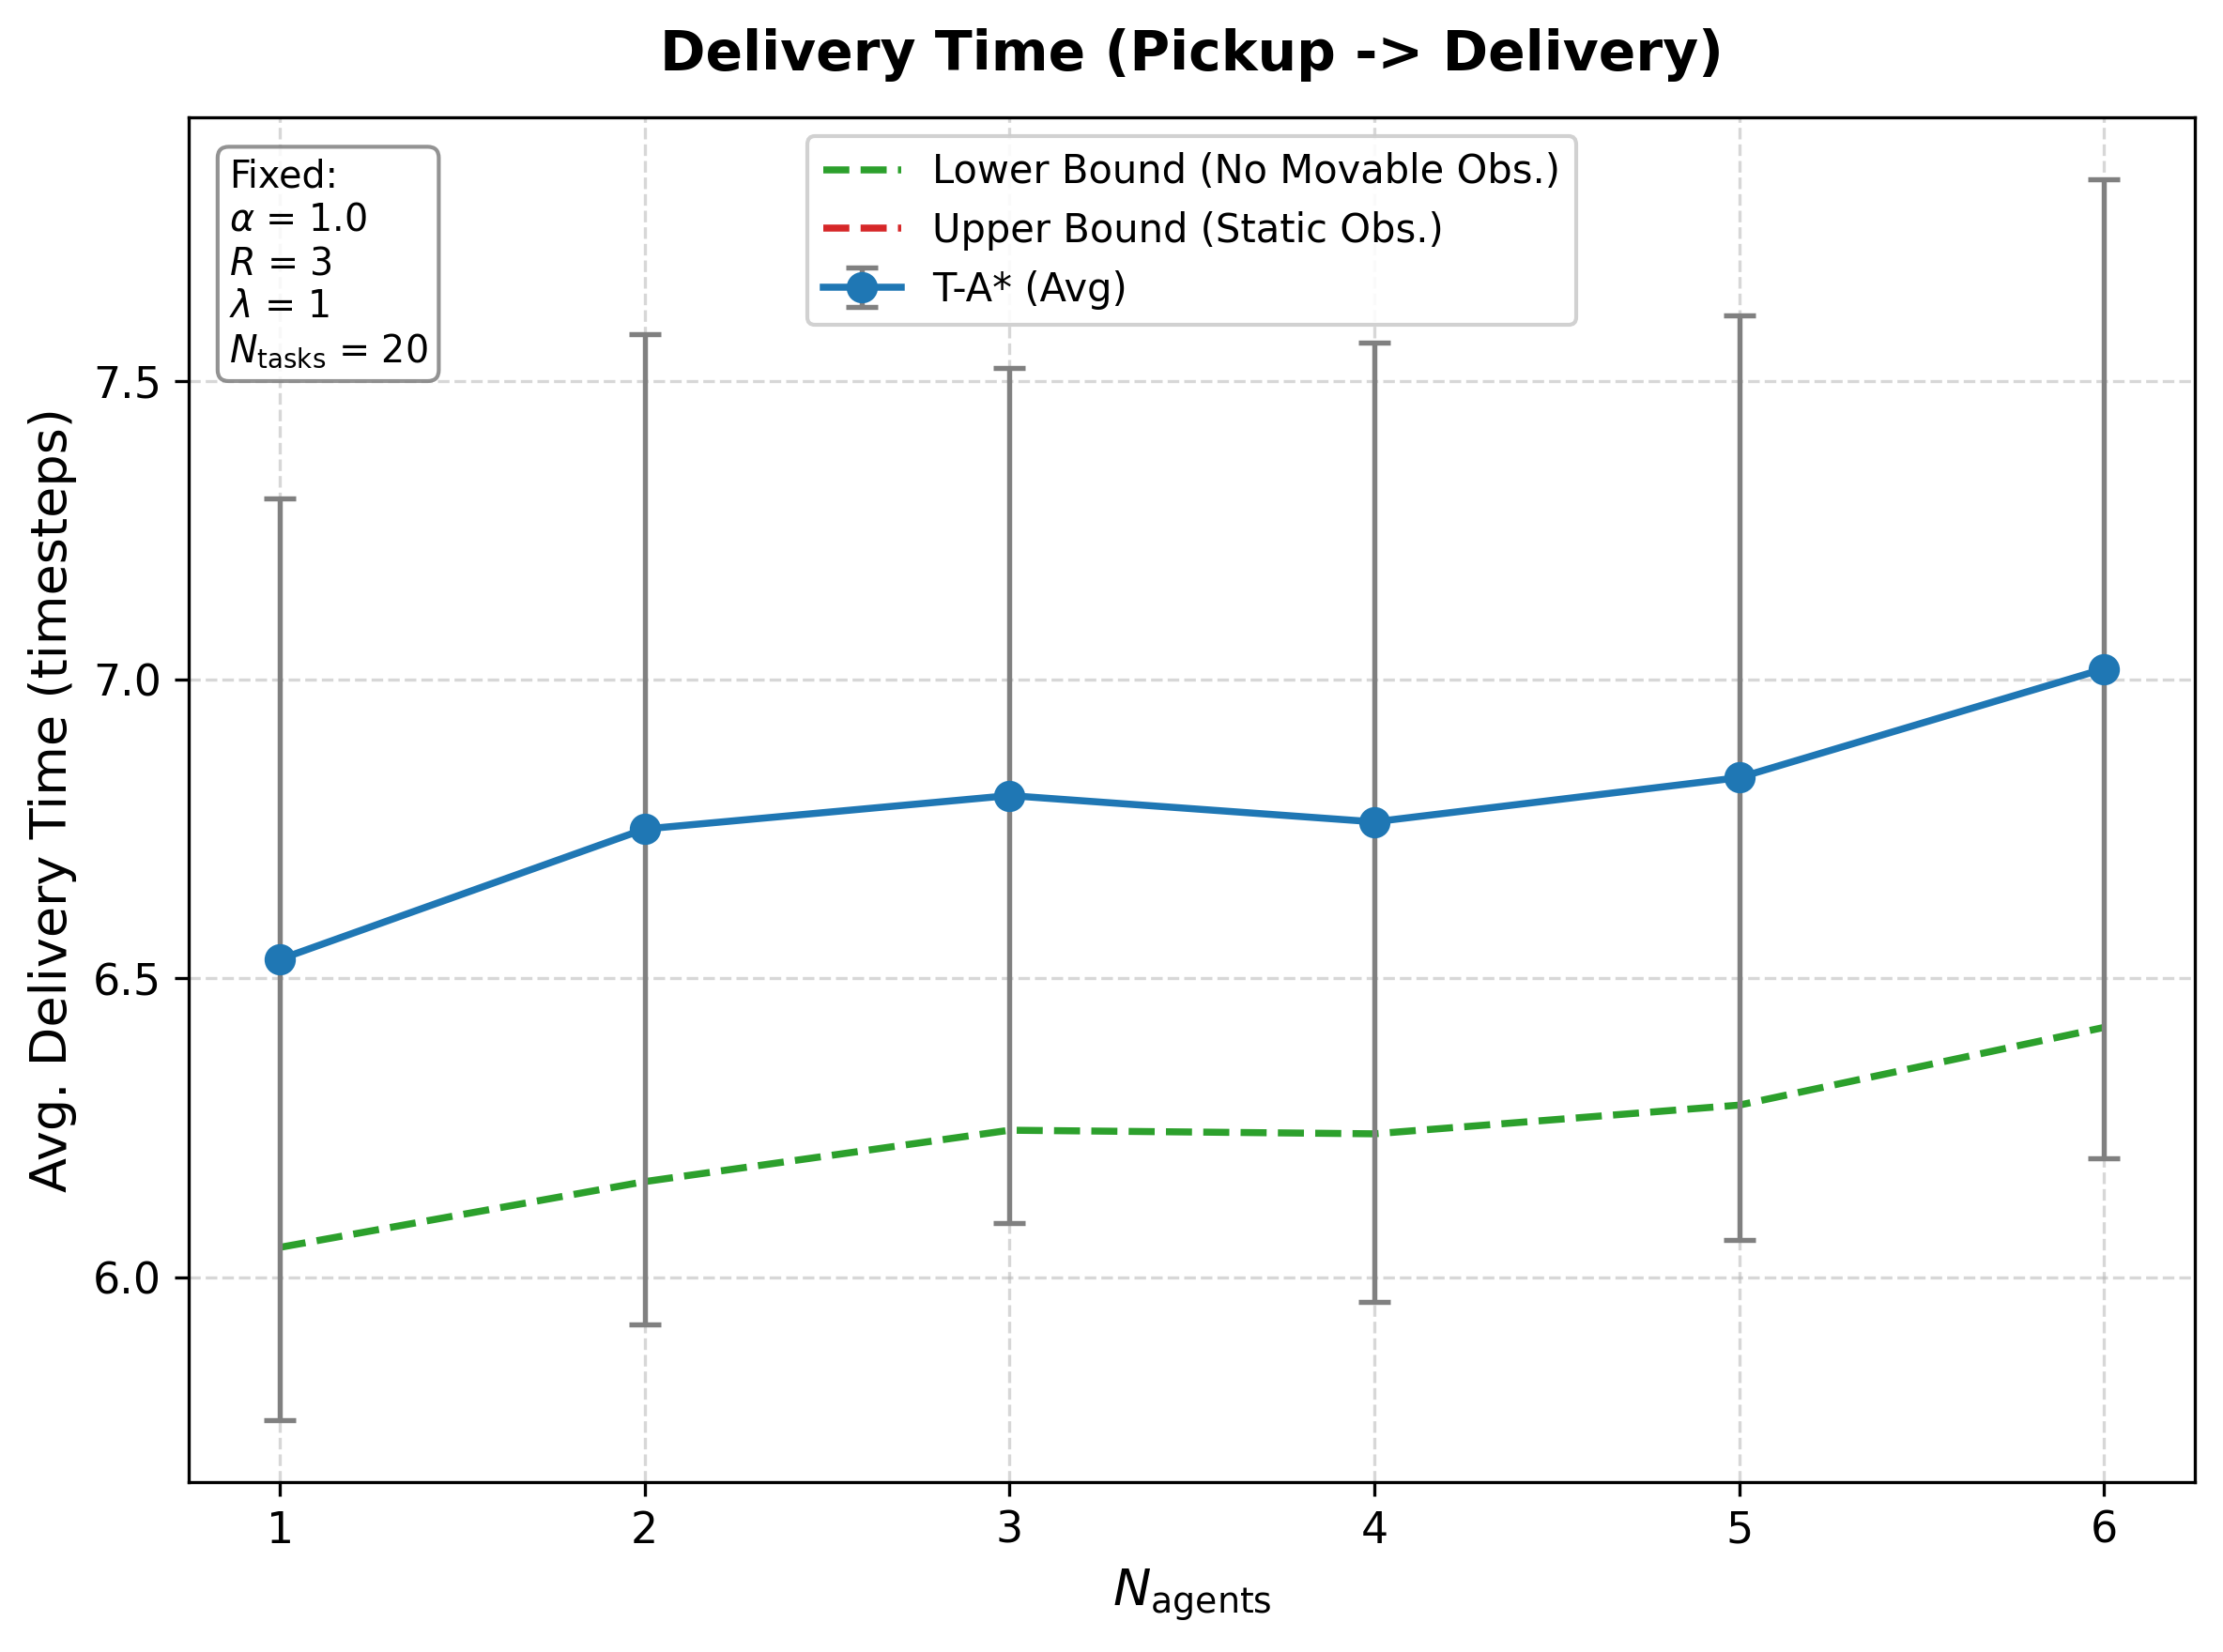 Delivery Time (Pickup -> Delivery)
Fixed:
α = 1.0
R = 3
λ = 1
N_tasks = 20
Lower Bound (No Movable Obs.)
Upper Bound (Static Obs.)
T-A* (Avg)
Avg. Delivery Time (timesteps)
7.5
7.0
6.5
6.0
1 2 3 4 5 6
N_agents